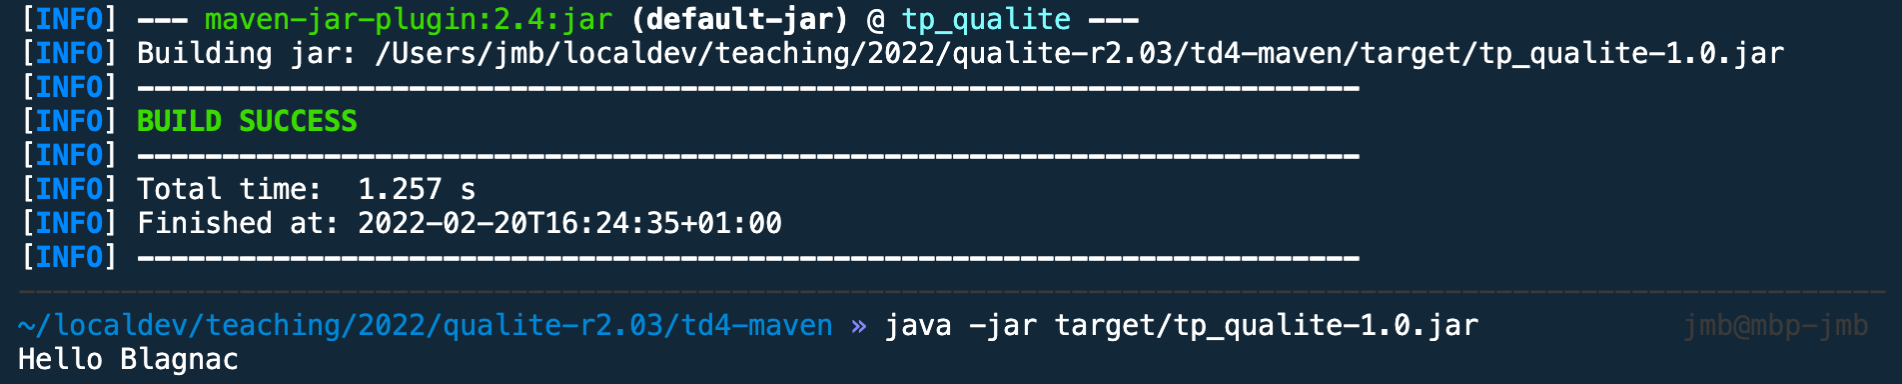 [INFO] --- maven-jar-plugin:2.4:jar (default-jar) @ tp_qualite ---
[INFO] Building jar: /Users/jmb/localdev/teaching/2022/qualite-r2.03/td4-maven/target/tp_qualite-1.0.jar
[INFO] ------------------------------------------------------------------------
[INFO] BUILD SUCCESS
[INFO] ------------------------------------------------------------------------
[INFO] Total time:  1.257 s
[INFO] Finished at: 2022-02-20T16:24:35+01:00
[INFO] ------------------------------------------------------------------------
~/localdev/teaching/2022/qualite-r2.03/td4-maven » java -jar target/tp_qualite-1.0.jar jmb@mbp-jmb
Hello Blagnac